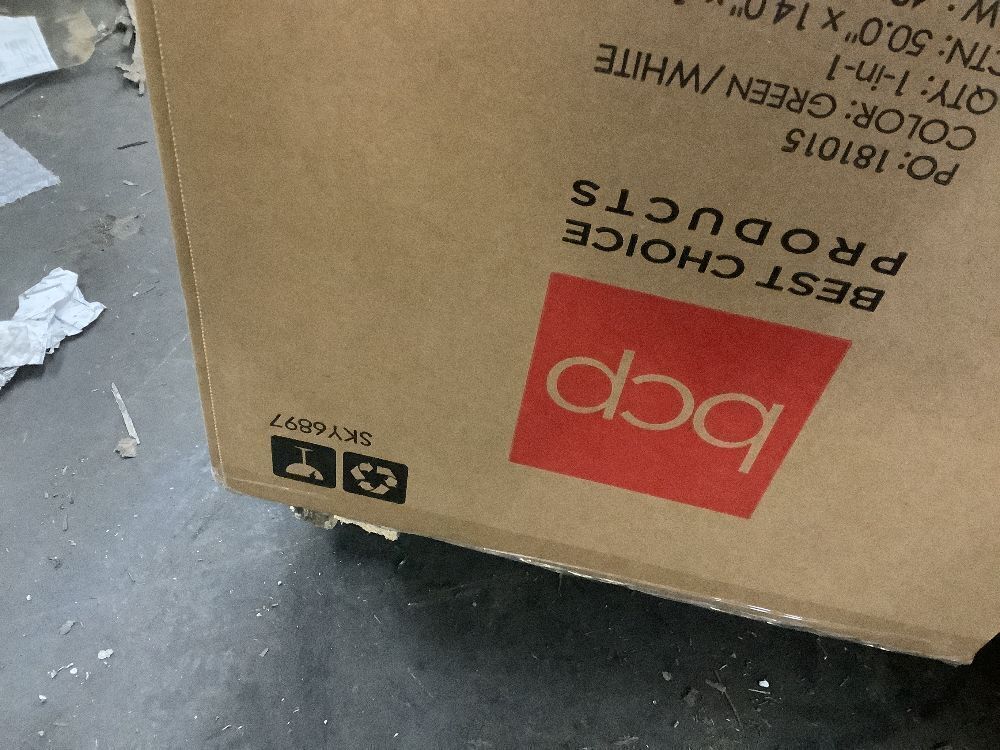 SKY6897
bcp
BEST CHOICE
PRODUCTS
PO: 181015
COLOR: GREEN/WHITE
QTY: 1-in-1
CTN: 50.0" x 14.0" x